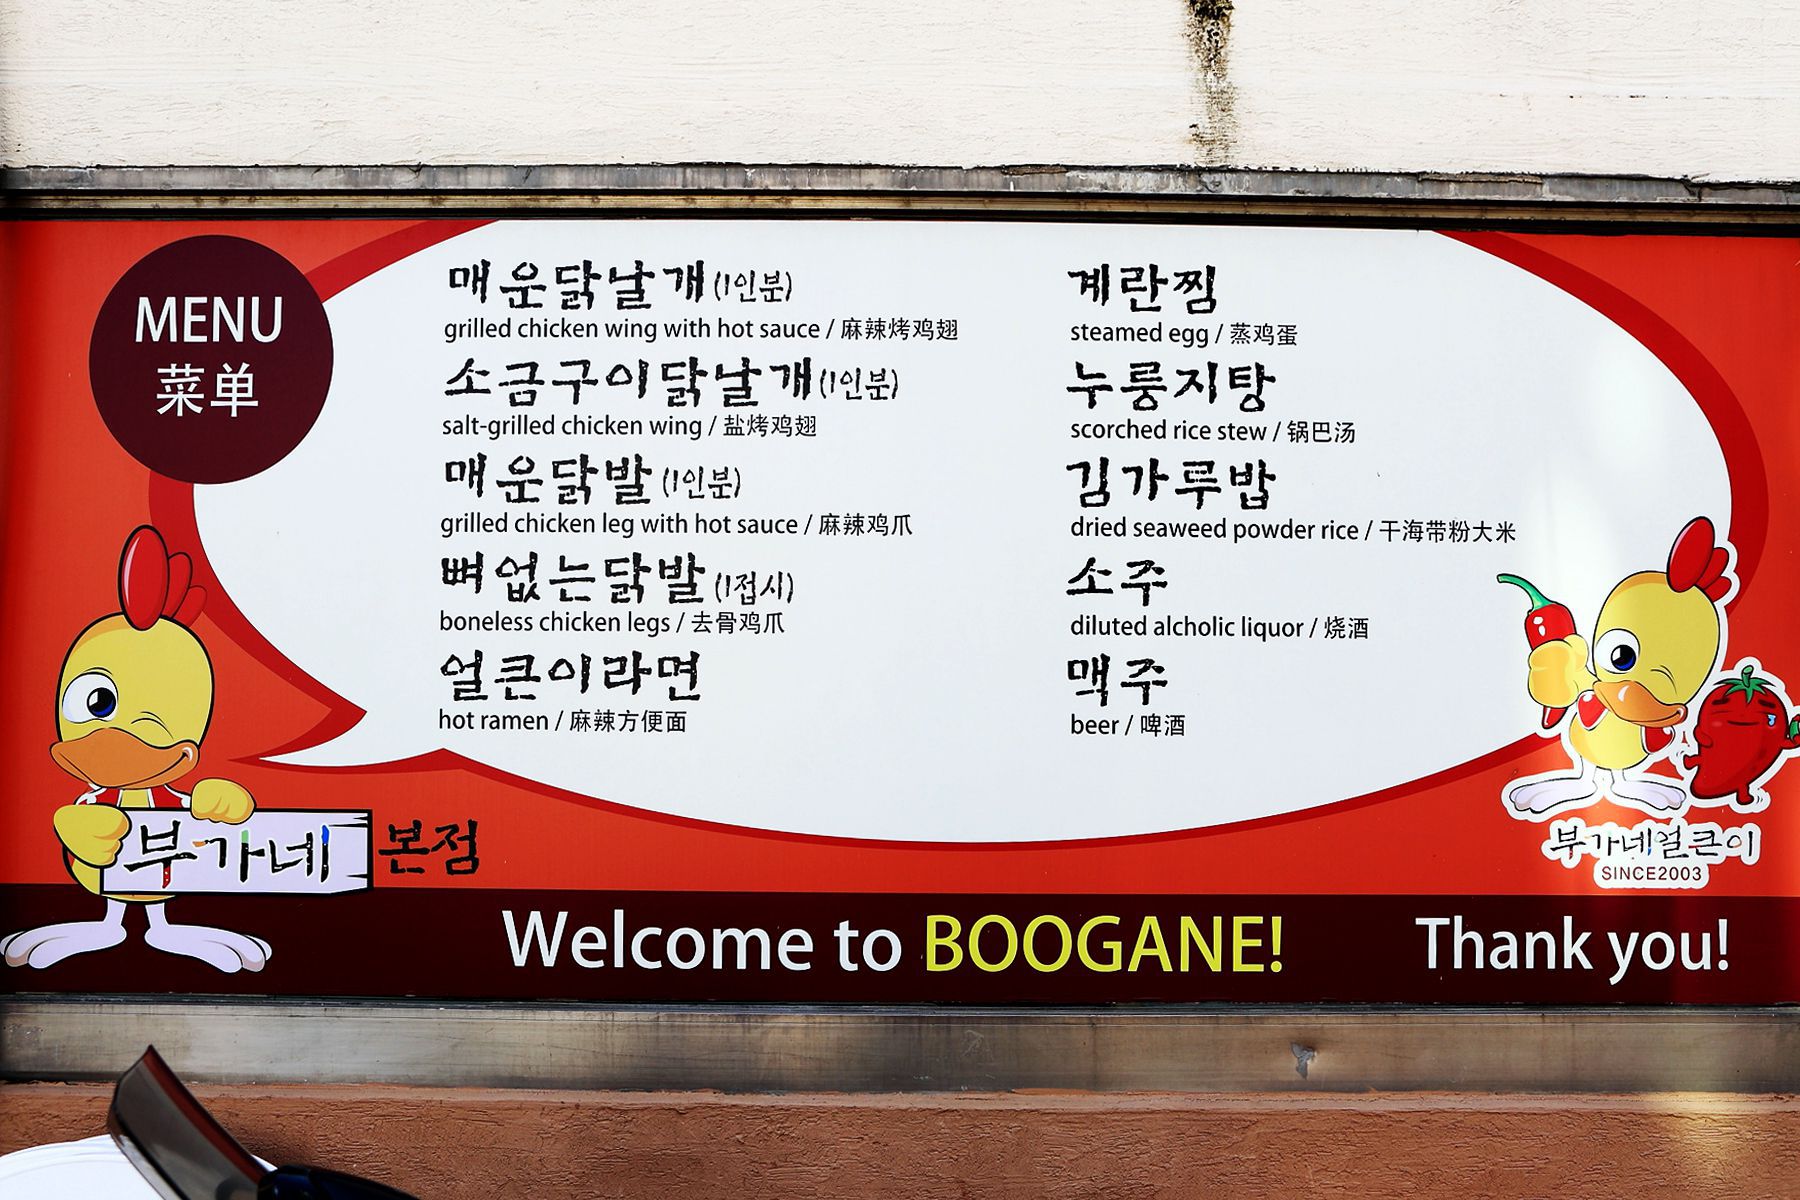 MENU
菜单
매운닭날개(1인분)
grilled chicken wing with hot sauce / 麻辣烤鸡翅
소금구이닭날개(1인분)
salt-grilled chicken wing / 盐烤鸡翅
매운닭발(1인분)
grilled chicken leg with hot sauce / 麻辣鸡爪
뼈없는닭발(1접시)
boneless chicken legs / 去骨鸡爪
얼큰이라면
hot ramen / 麻辣方便面
계란찜
steamed egg / 蒸鸡蛋
누룽지탕
scorched rice stew / 锅巴汤
김가루밥
dried seaweed powder rice / 干海带粉大米
소주
diluted alcholic liquor / 烧酒
맥주
beer / 啤酒
부가네 본점
부가네얼큰이
SINCE2003
Welcome to BOOGANE!
Thank you!